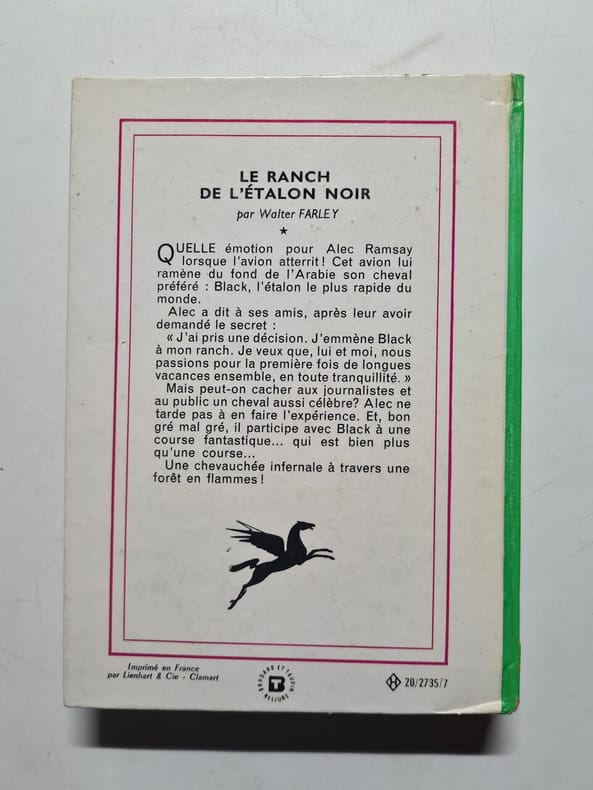 LE RANCH
DE L'ÉTALON NOIR
par Walter FARLEY
★
QUELLE émotion pour Alec Ramsay
lorsque l'avion atterrit ! Cet avion lui
ramène du fond de l'Arabie son cheval
préféré : Black, l'étalon le plus rapide du
monde.
Alec a dit à ses amis, après leur avoir
demandé le secret :
« J'ai pris une décision. J'emmène Black
à mon ranch. Je veux que, lui et moi, nous
passions pour la première fois de longues
vacances ensemble, en toute tranquillité. »
Mais peut-on cacher aux journalistes et
au public un cheval aussi célèbre? Alec ne
tarde pas à en faire l'expérience. Et, bon
gré mal gré, il participe avec Black à une
course fantastique... qui est bien plus
qu'une course...
Une chevauchée infernale à travers une
forêt en flammes !
Imprimé en France
par Lienhart & Cie - Clamart
BRODARD ET TAUPIN
BT
RELIURE
H 20/2735/7